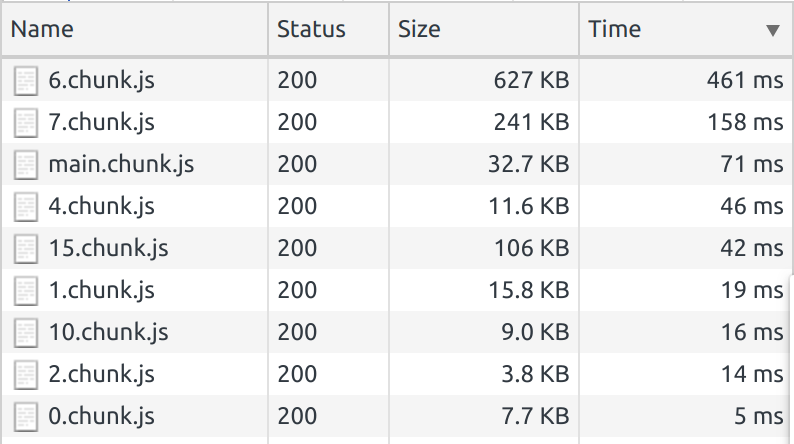 Name Status Size Time ▼
6.chunk.js 200 627 KB 461 ms
7.chunk.js 200 241 KB 158 ms
main.chunk.js 200 32.7 KB 71 ms
4.chunk.js 200 11.6 KB 46 ms
15.chunk.js 200 106 KB 42 ms
1.chunk.js 200 15.8 KB 19 ms
10.chunk.js 200 9.0 KB 16 ms
2.chunk.js 200 3.8 KB 14 ms
0.chunk.js 200 7.7 KB 5 ms